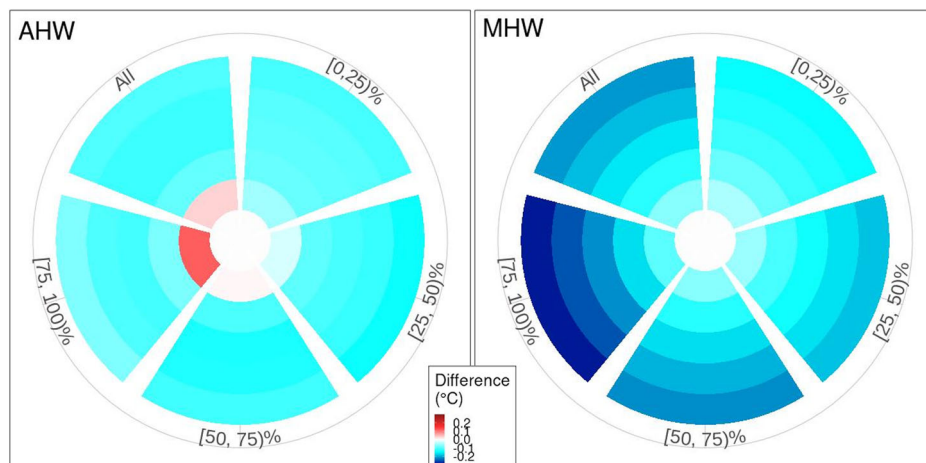 AHW
All
[0,25)%
[25, 50)%
[50, 75)%
[75, 100)%
MHW
All
[0,25)%
[25, 50)%
[50, 75)%
[75, 100)%
Difference
(°C)
0.2
0.1
0.0
-0.1
-0.2